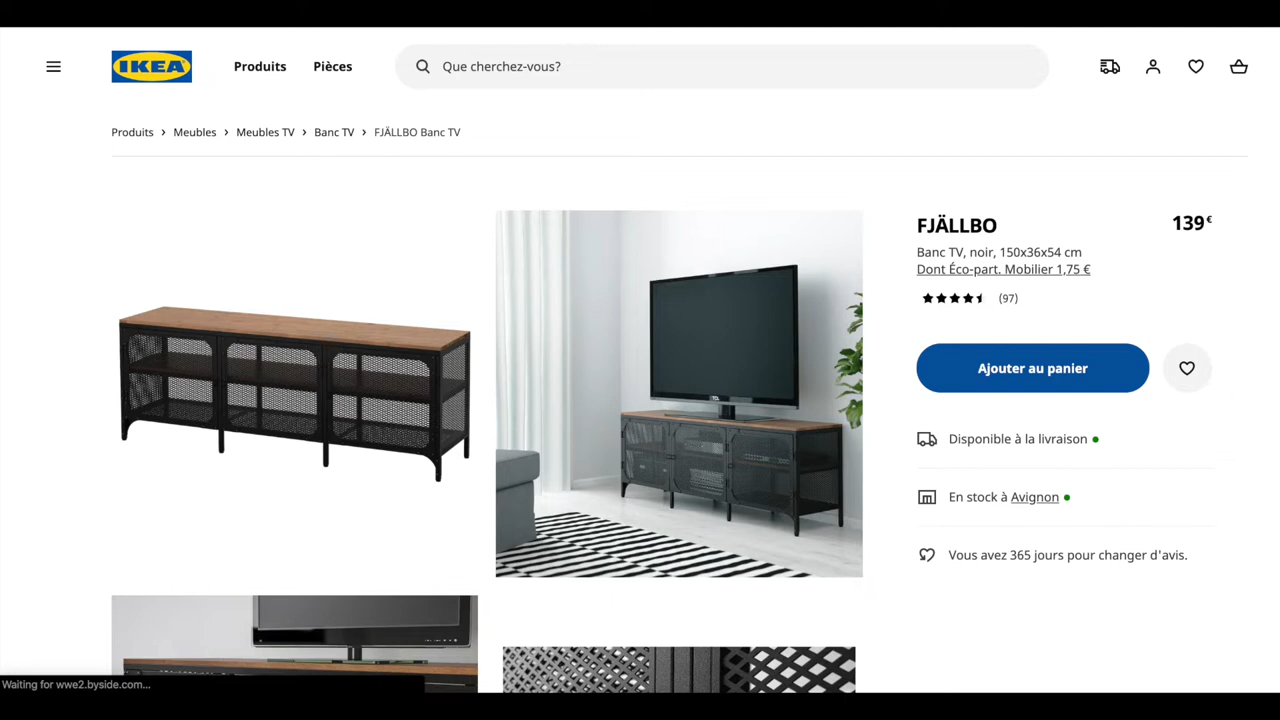 IKEA
Produits
Pièces
Que cherchez-vous?
Produits > Meubles > Meubles TV > Banc TV > FJÄLLBO Banc TV
FJÄLLBO
139€
Banc TV, noir, 150x36x54 cm
Dont Éco-part. Mobilier 1,75 €
(97)
Ajouter au panier
Disponible à la livraison
En stock à Avignon
Vous avez 365 jours pour changer d'avis.
TCL
Waiting for wwe2.byside.com...